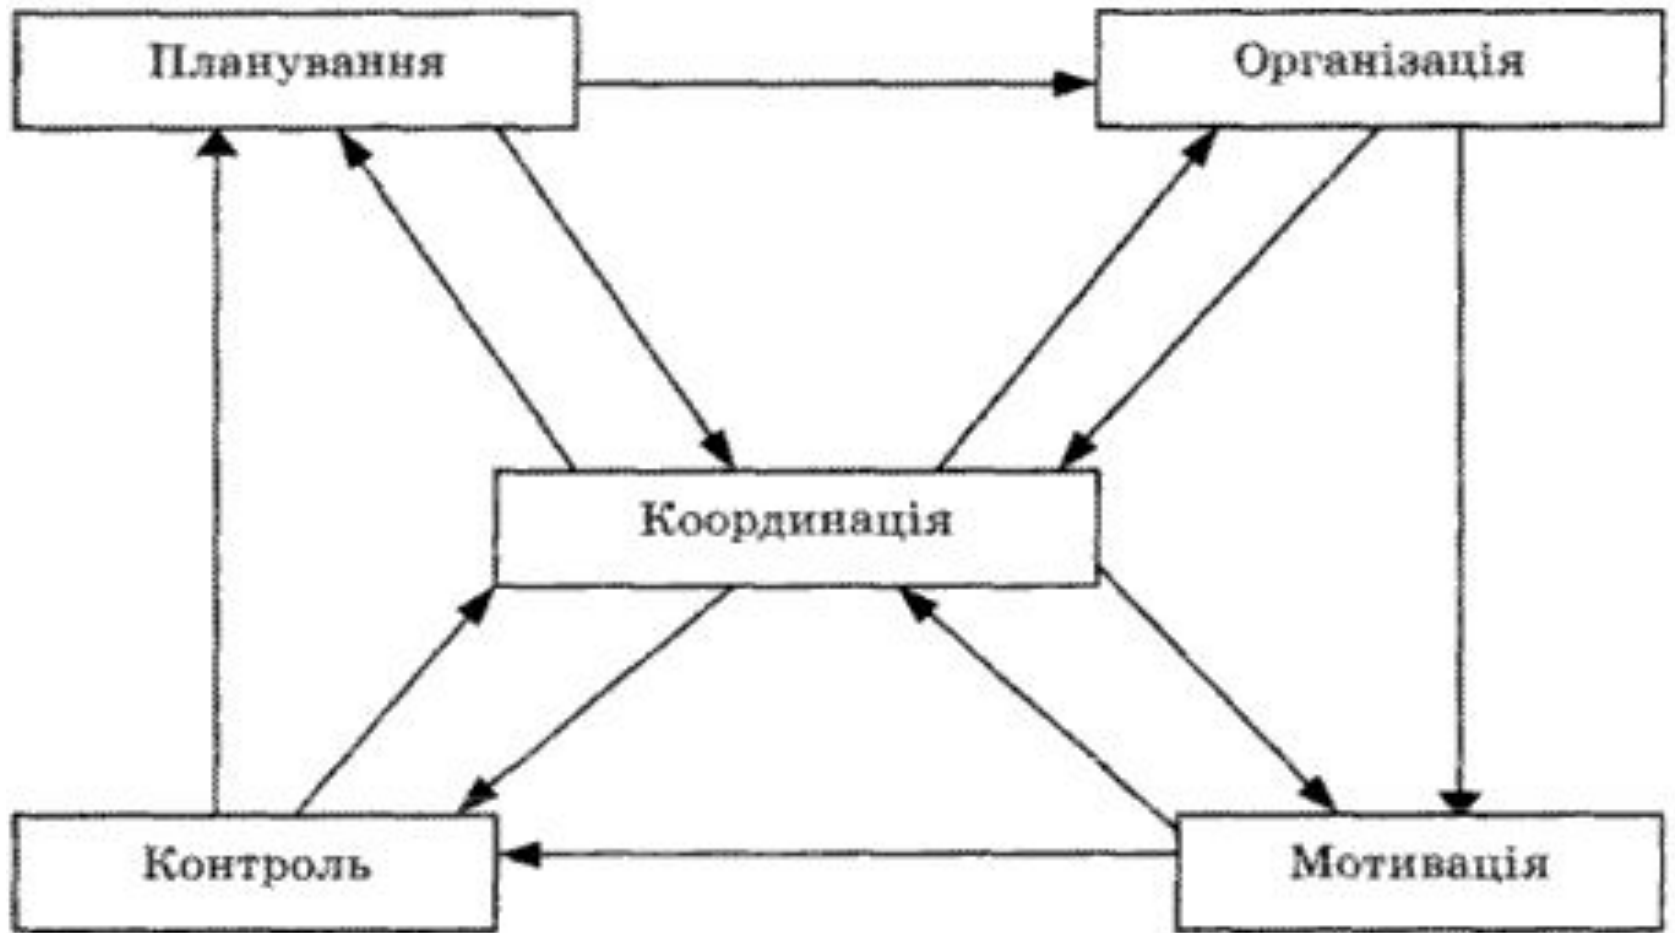 Планування
Організація
Координація
Контроль
Мотивація